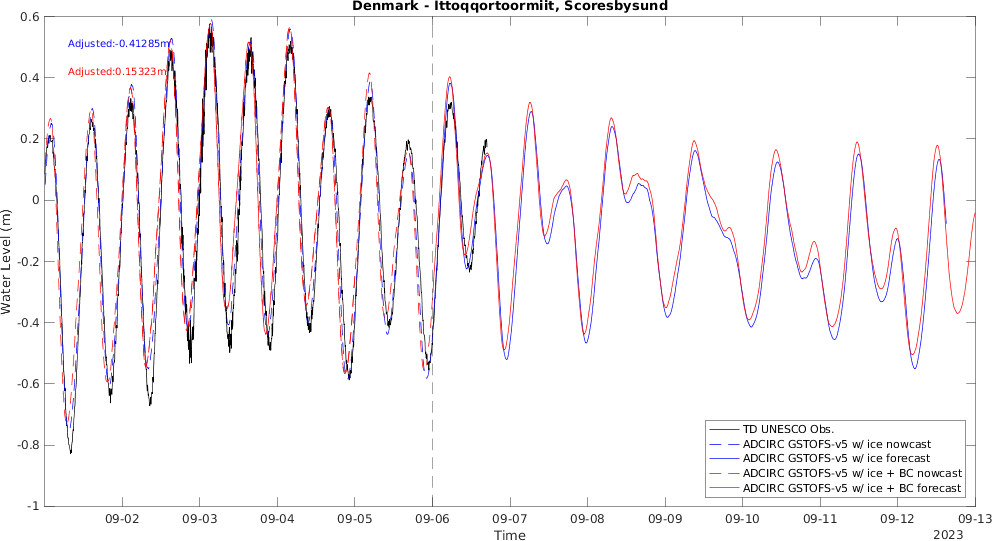 Denmark - Ittoqqortoormiit, Scoresbysund
0.6
0.4
0.2
0
-0.2
-0.4
-0.6
-0.8
-1
Water Level (m)
Adjusted:-0.41285m
Adjusted:0.15323m
TD UNESCO Obs.
ADCIRC GSTOFS-v5 w/ ice nowcast
ADCIRC GSTOFS-v5 w/ ice forecast
ADCIRC GSTOFS-v5 w/ ice + BC nowcast
ADCIRC GSTOFS-v5 w/ ice + BC forecast
09-02 09-03 09-04 09-05 09-06 09-07 09-08 09-09 09-10 09-11 09-12 09-13
Time
2023